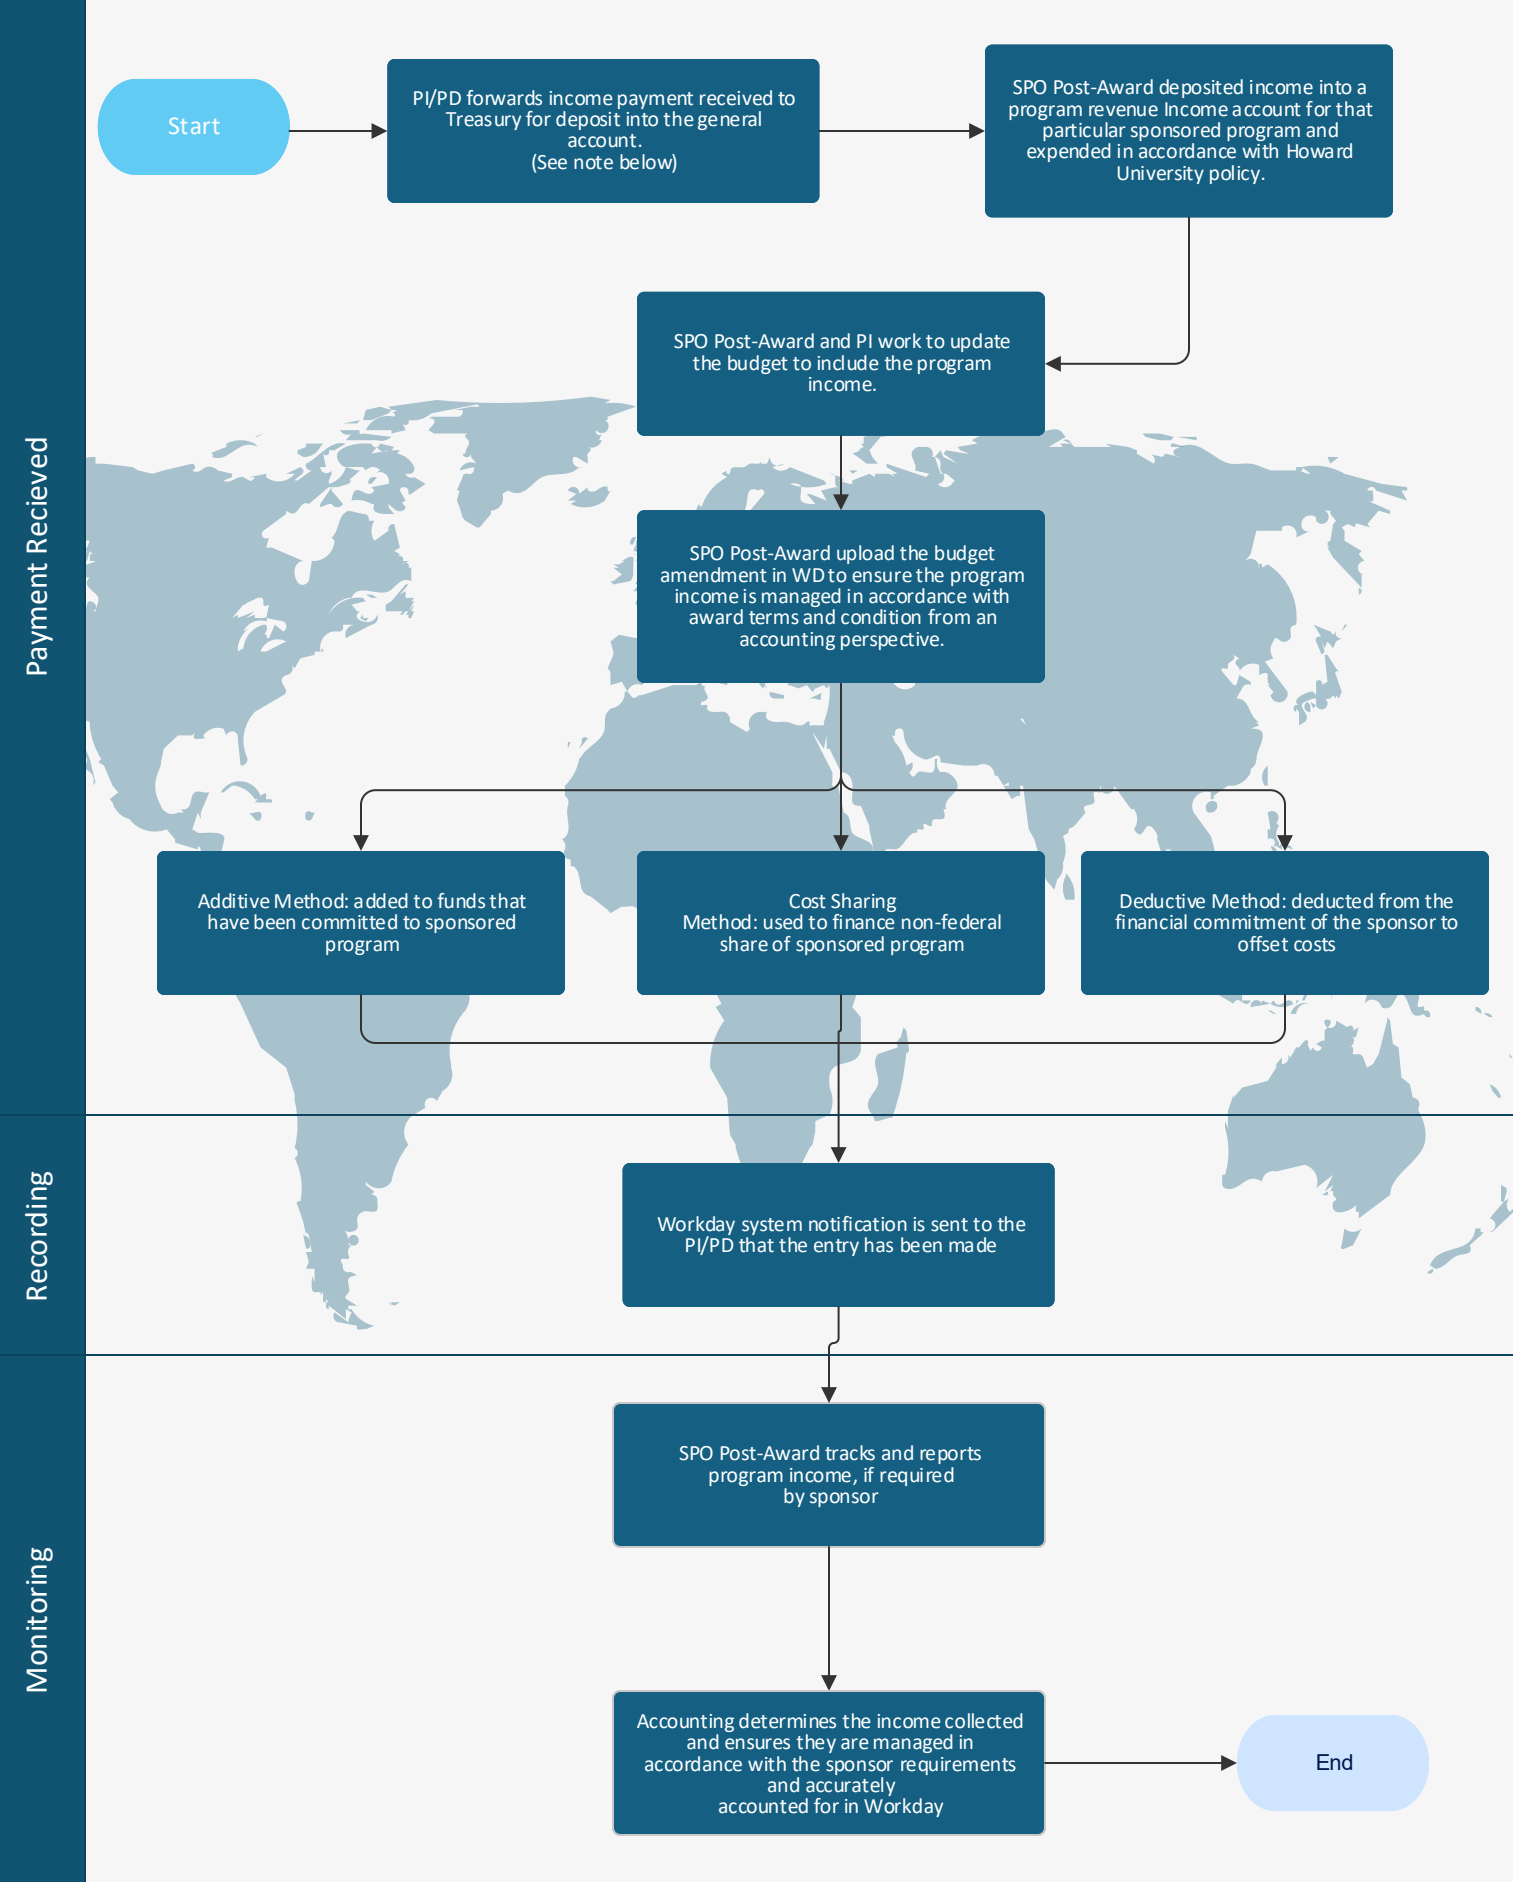 Payment Recieved
Start
PI/PD forwards income payment received to
Treasury for deposit into the general
account.
(See note below)
SPO Post-Award deposited income into a
program revenue Income account for that
particular sponsored program and
expended in accordance with Howard
University policy.
SPO Post-Award and PI work to update
the budget to include the program
income.
SPO Post-Award upload the budget
amendment in WD to ensure the program
income is managed in accordance with
award terms and condition from an
accounting perspective.
Additive Method: added to funds that
have been committed to sponsored
program
Cost Sharing
Method: used to finance non-federal
share of sponsored program
Deductive Method: deducted from the
financial commitment of the sponsor to
offset costs
Recording
Workday system notification is sent to the
PI/PD that the entry has been made
Monitoring
SPO Post-Award tracks and reports
program income, if required
by sponsor
Accounting determines the income collected
and ensures they are managed in
accordance with the sponsor requirements
and accurately
accounted for in Workday
End